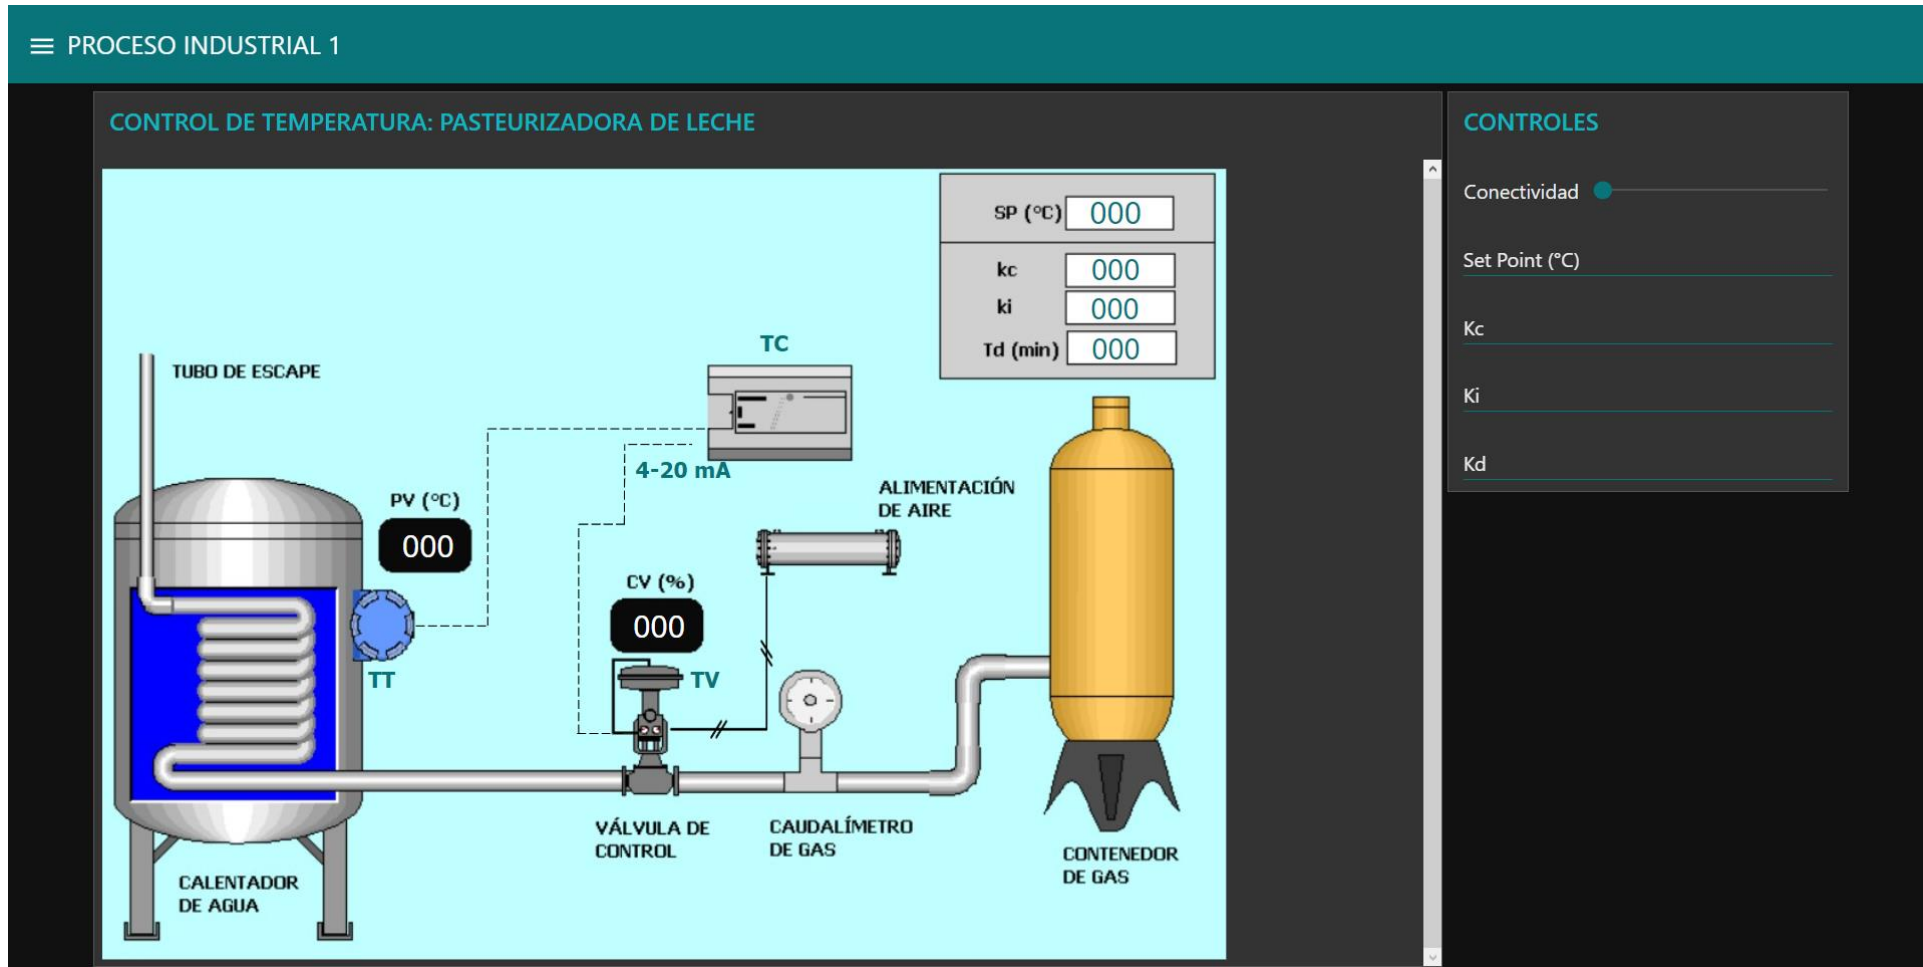 PROCESO INDUSTRIAL 1
CONTROL DE TEMPERATURA: PASTEURIZADORA DE LECHE
SP (°C) 000
kc 000
ki 000
Td (min) 000
TC
TUBO DE ESCAPE
4-20 mA
PV (°C)
000
ALIMENTACIÓN
DE AIRE
CV (%)
000
TT
TV
VÁLVULA DE
CONTROL
CAUDALÍMETRO
DE GAS
CONTENEDOR
DE GAS
CALENTADOR
DE AGUA
CONTROLES
Conectividad
Set Point (°C)
Kc
Ki
Kd